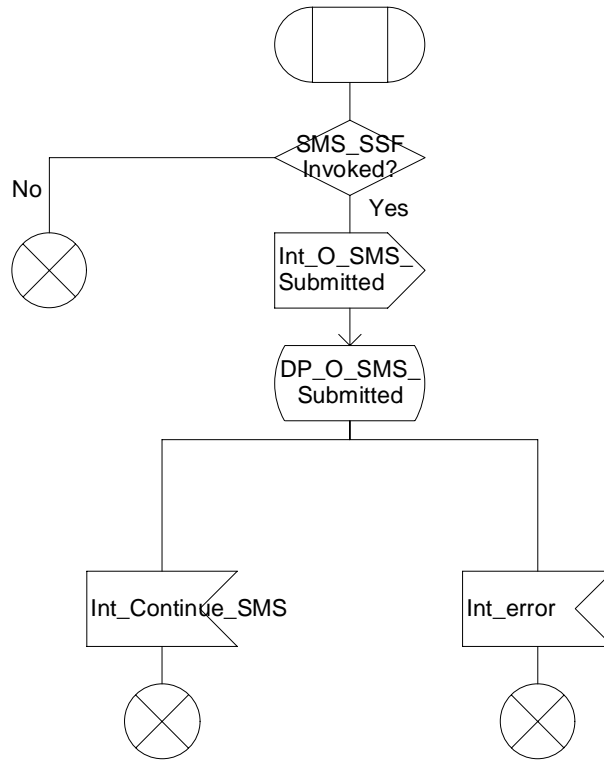 SMS_SSF
Invoked?
No
Yes
Int_O_SMS_
Submitted
DP_O_SMS_
Submitted
Int_Continue_SMS
Int_error